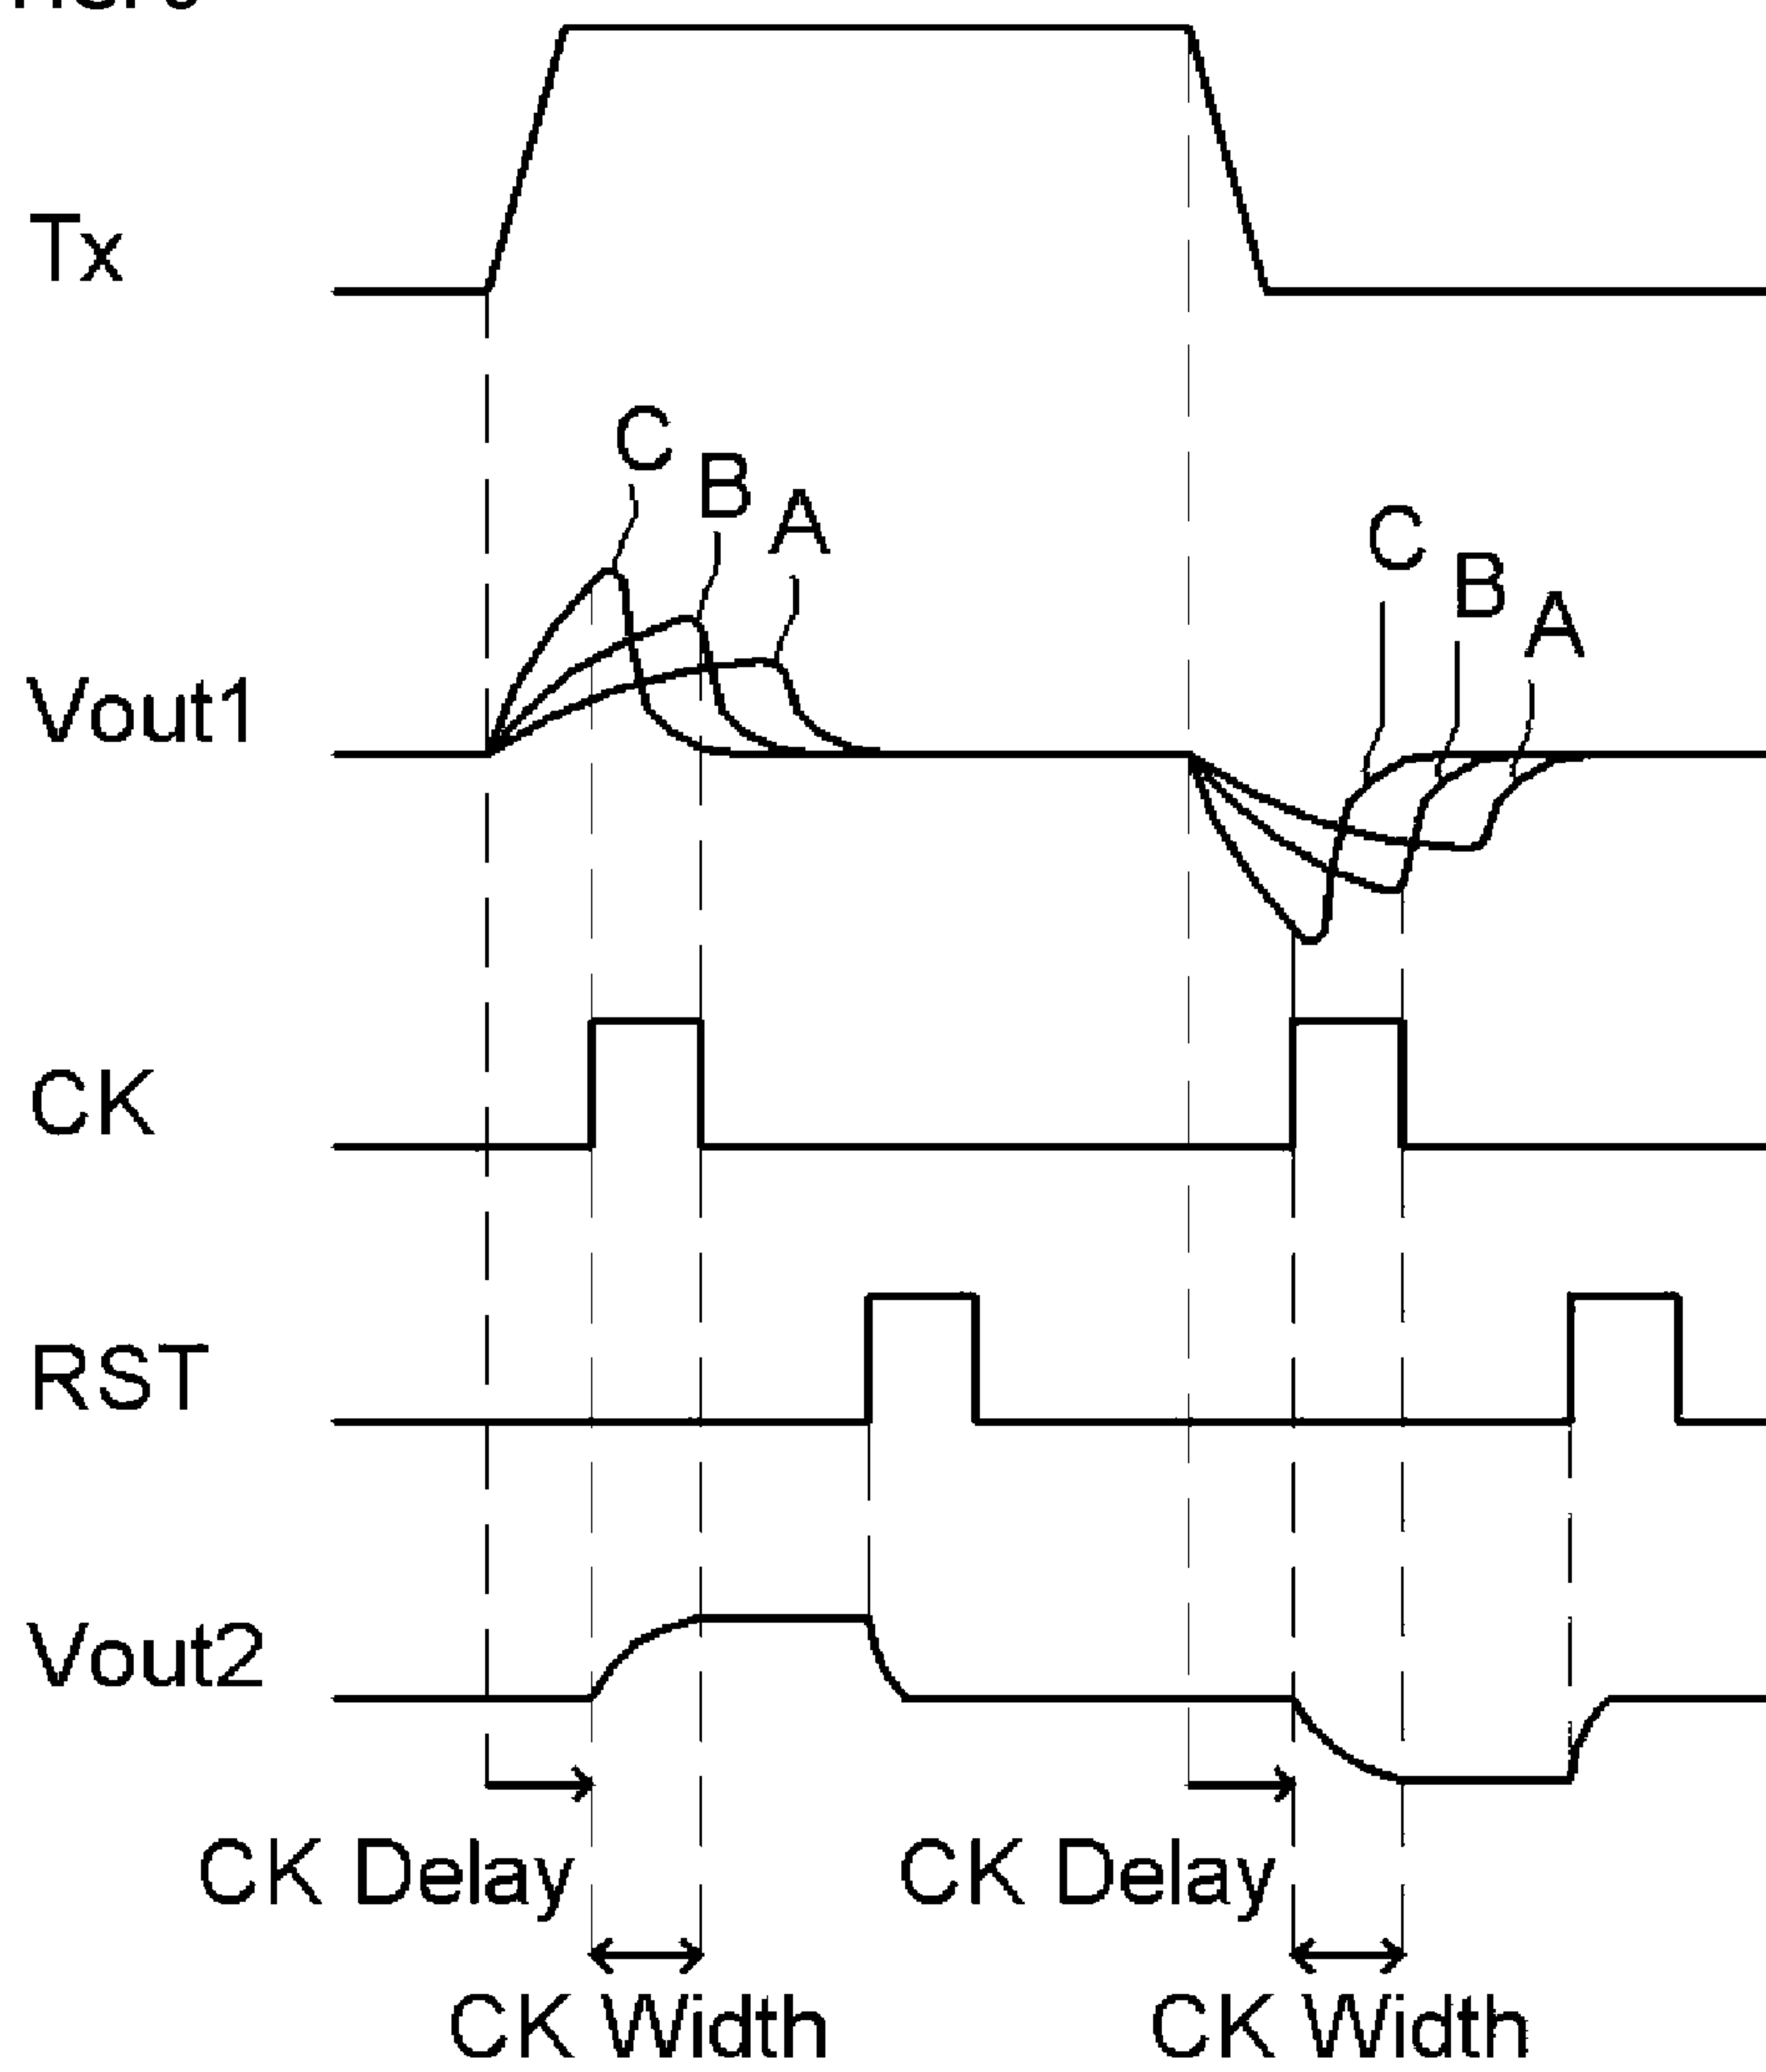 Tx
C
B
A
C
B
A
Vout1
CK
RST
Vout2
CK Delay
CK Delay
CK Width
CK Width